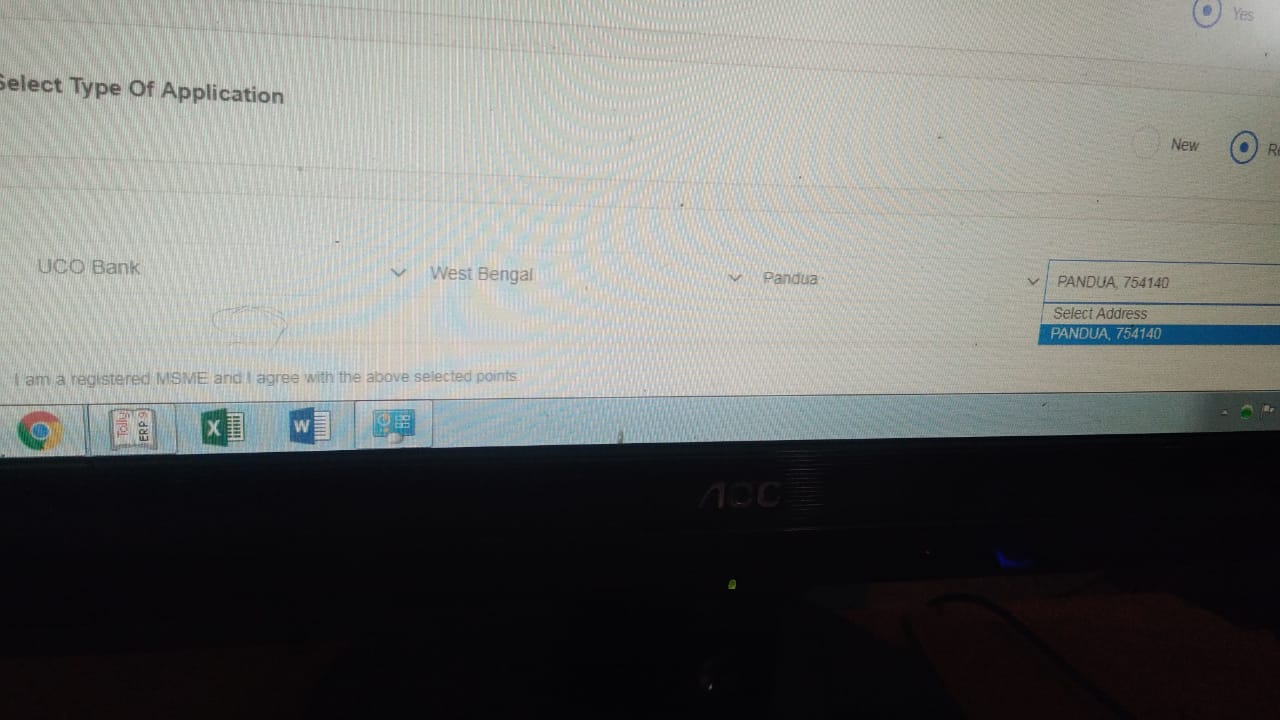 Yes
Select Type Of Application
New
UCO Bank
West Bengal
Pandua
PANDUA, 754140
Select Address
PANDUA, 754140
I am a registered MSME and I agree with the above selected points.
Tally
ERP 9
X
W
AOC